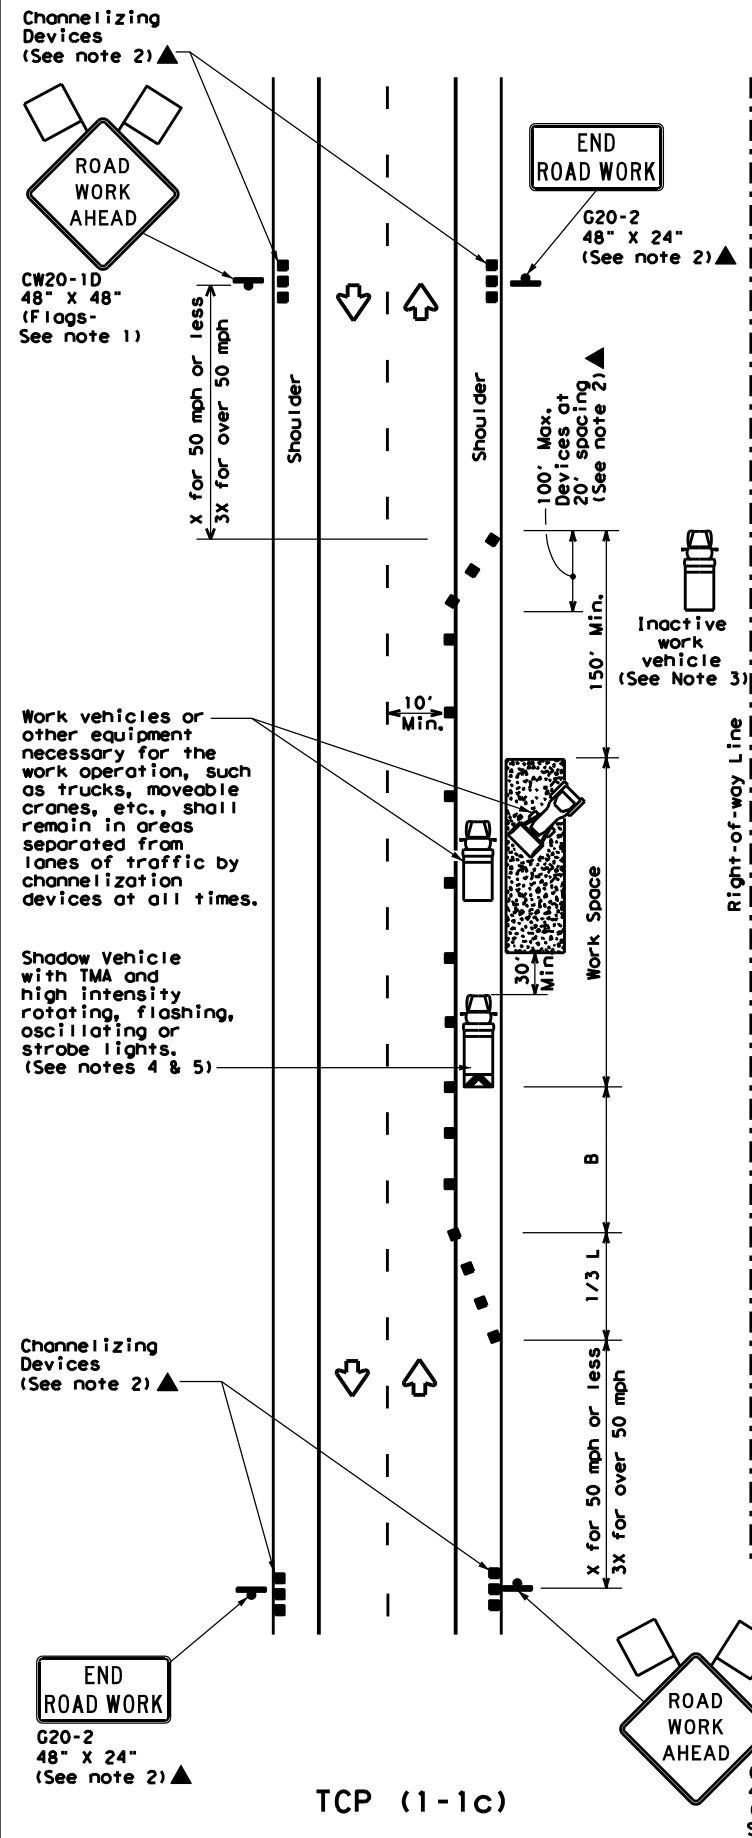 Channelizing
Devices
(See note 2)
ROAD
WORK
AHEAD
CW20-1D
48" X 48"
(Flags-
See note 1)
END
ROAD WORK
G20-2
48" X 24"
(See note 2)
X for 50 mph or less
3X for over 50 mph
Shoulder
Shoulder
100' Max.
Devices at
20' spacing
(See note 2)
150' Min.
Inactive
work
vehicle
(See Note 3)
10'
Min.
Right-of-way Line
Work vehicles or
other equipment
necessary for the
work operation, such
as trucks, moveable
cranes, etc., shall
remain in areas
separated from
lanes of traffic by
channelization
devices at all times.
Work Space
30'
Min.
Shadow Vehicle
with TMA and
high intensity
rotating, flashing,
oscillating or
strobe lights.
(See notes 4 & 5)
B
1/3 L
Channelizing
Devices
(See note 2)
X for 50 mph or less
3X for over 50 mph
END
ROAD WORK
G20-2
48" X 24"
(See note 2)
ROAD
WORK
AHEAD
TCP (1-1c)